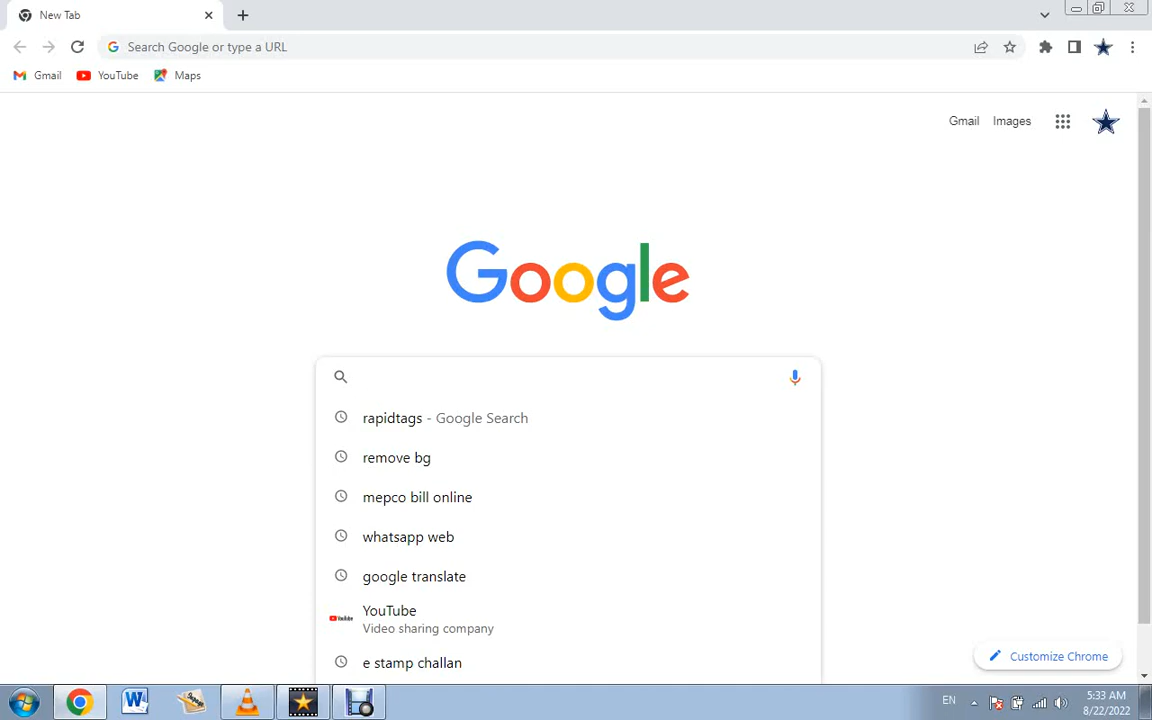 New Tab
Search Google or type a URL
Gmail YouTube Maps
Gmail Images
Google
rapidtags - Google Search
remove bg
mepco bill online
whatsapp web
google translate
YouTube
Video sharing company
e stamp challan
Customize Chrome
EN
5:33 AM
8/22/2022